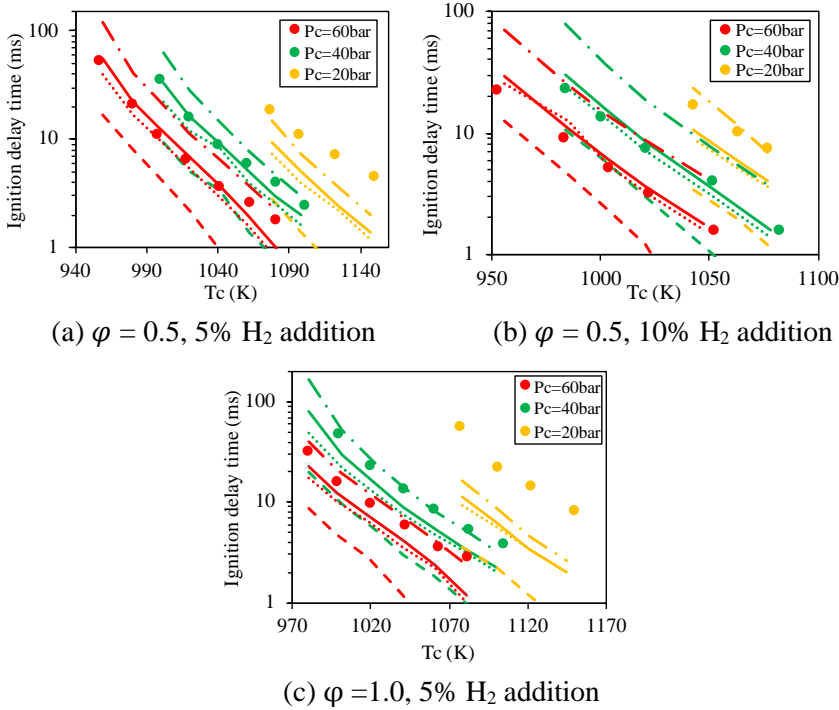 Ignition delay time (ms)
100
10
1
Pc=60bar
Pc=40bar
Pc=20bar
940 990 1040 1090 1140
Tc (K)
(a) φ = 0.5, 5% H₂ addition
Ignition delay time (ms)
100
10
1
Pc=60bar
Pc=40bar
Pc=20bar
950 1000 1050 1100
Tc (K)
(b) φ = 0.5, 10% H₂ addition
Ignition delay time (ms)
100
10
1
Pc=60bar
Pc=40bar
Pc=20bar
970 1020 1070 1120 1170
Tc (K)
(c) φ =1.0, 5% H₂ addition